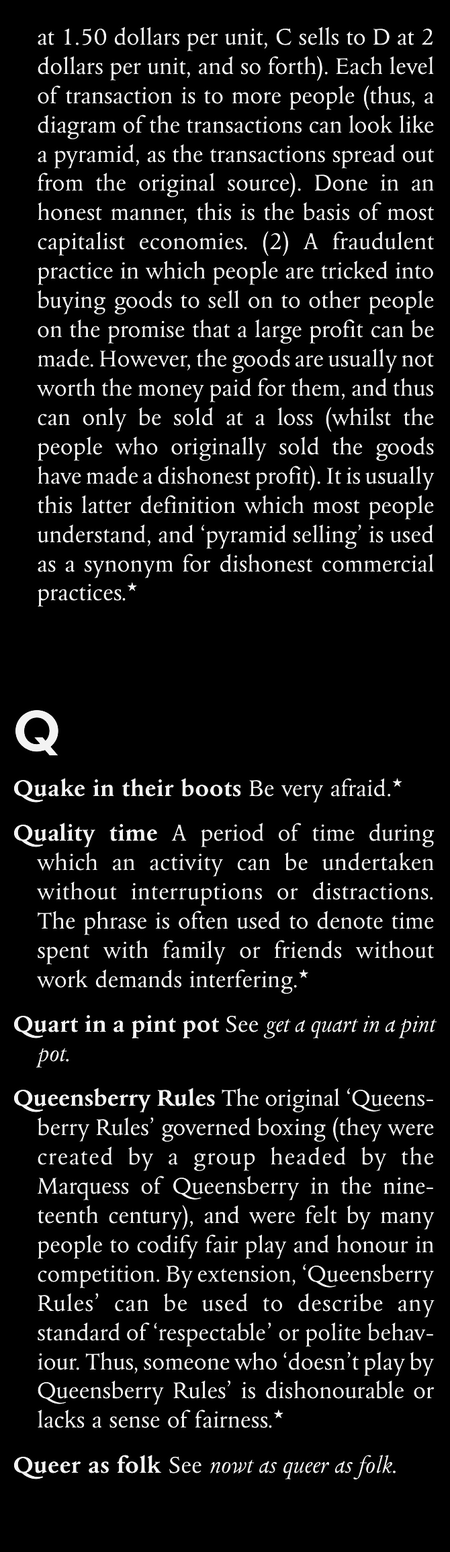 at 1.50 dollars per unit, C sells to D at 2
dollars per unit, and so forth). Each level
of transaction is to more people (thus, a
diagram of the transactions can look like
a pyramid, as the transactions spread out
from the original source). Done in an
honest manner, this is the basis of most
capitalist economies. (2) A fraudulent
practice in which people are tricked into
buying goods to sell on to other people
on the promise that a large profit can be
made. However, the goods are usually not
worth the money paid for them, and thus
can only be sold at a loss (whilst the
people who originally sold the goods
have made a dishonest profit). It is usually
this latter definition which most people
understand, and ‘pyramid selling’ is used
as a synonym for dishonest commercial
practices.★
Q
Quake in their boots Be very afraid.★
Quality time A period of time during
which an activity can be undertaken
without interruptions or distractions.
The phrase is often used to denote time
spent with family or friends without
work demands interfering.★
Quart in a pint pot See get a quart in a pint
pot.
Queensberry Rules The original ‘Queens-
berry Rules’ governed boxing (they were
created by a group headed by the
Marquess of Queensberry in the nine-
teenth century), and were felt by many
people to codify fair play and honour in
competition. By extension, ‘Queensberry
Rules’ can be used to describe any
standard of ‘respectable’ or polite behav-
iour. Thus, someone who ‘doesn’t play by
Queensberry Rules’ is dishonourable or
lacks a sense of fairness.★
Queer as folk See nowt as queer as folk.